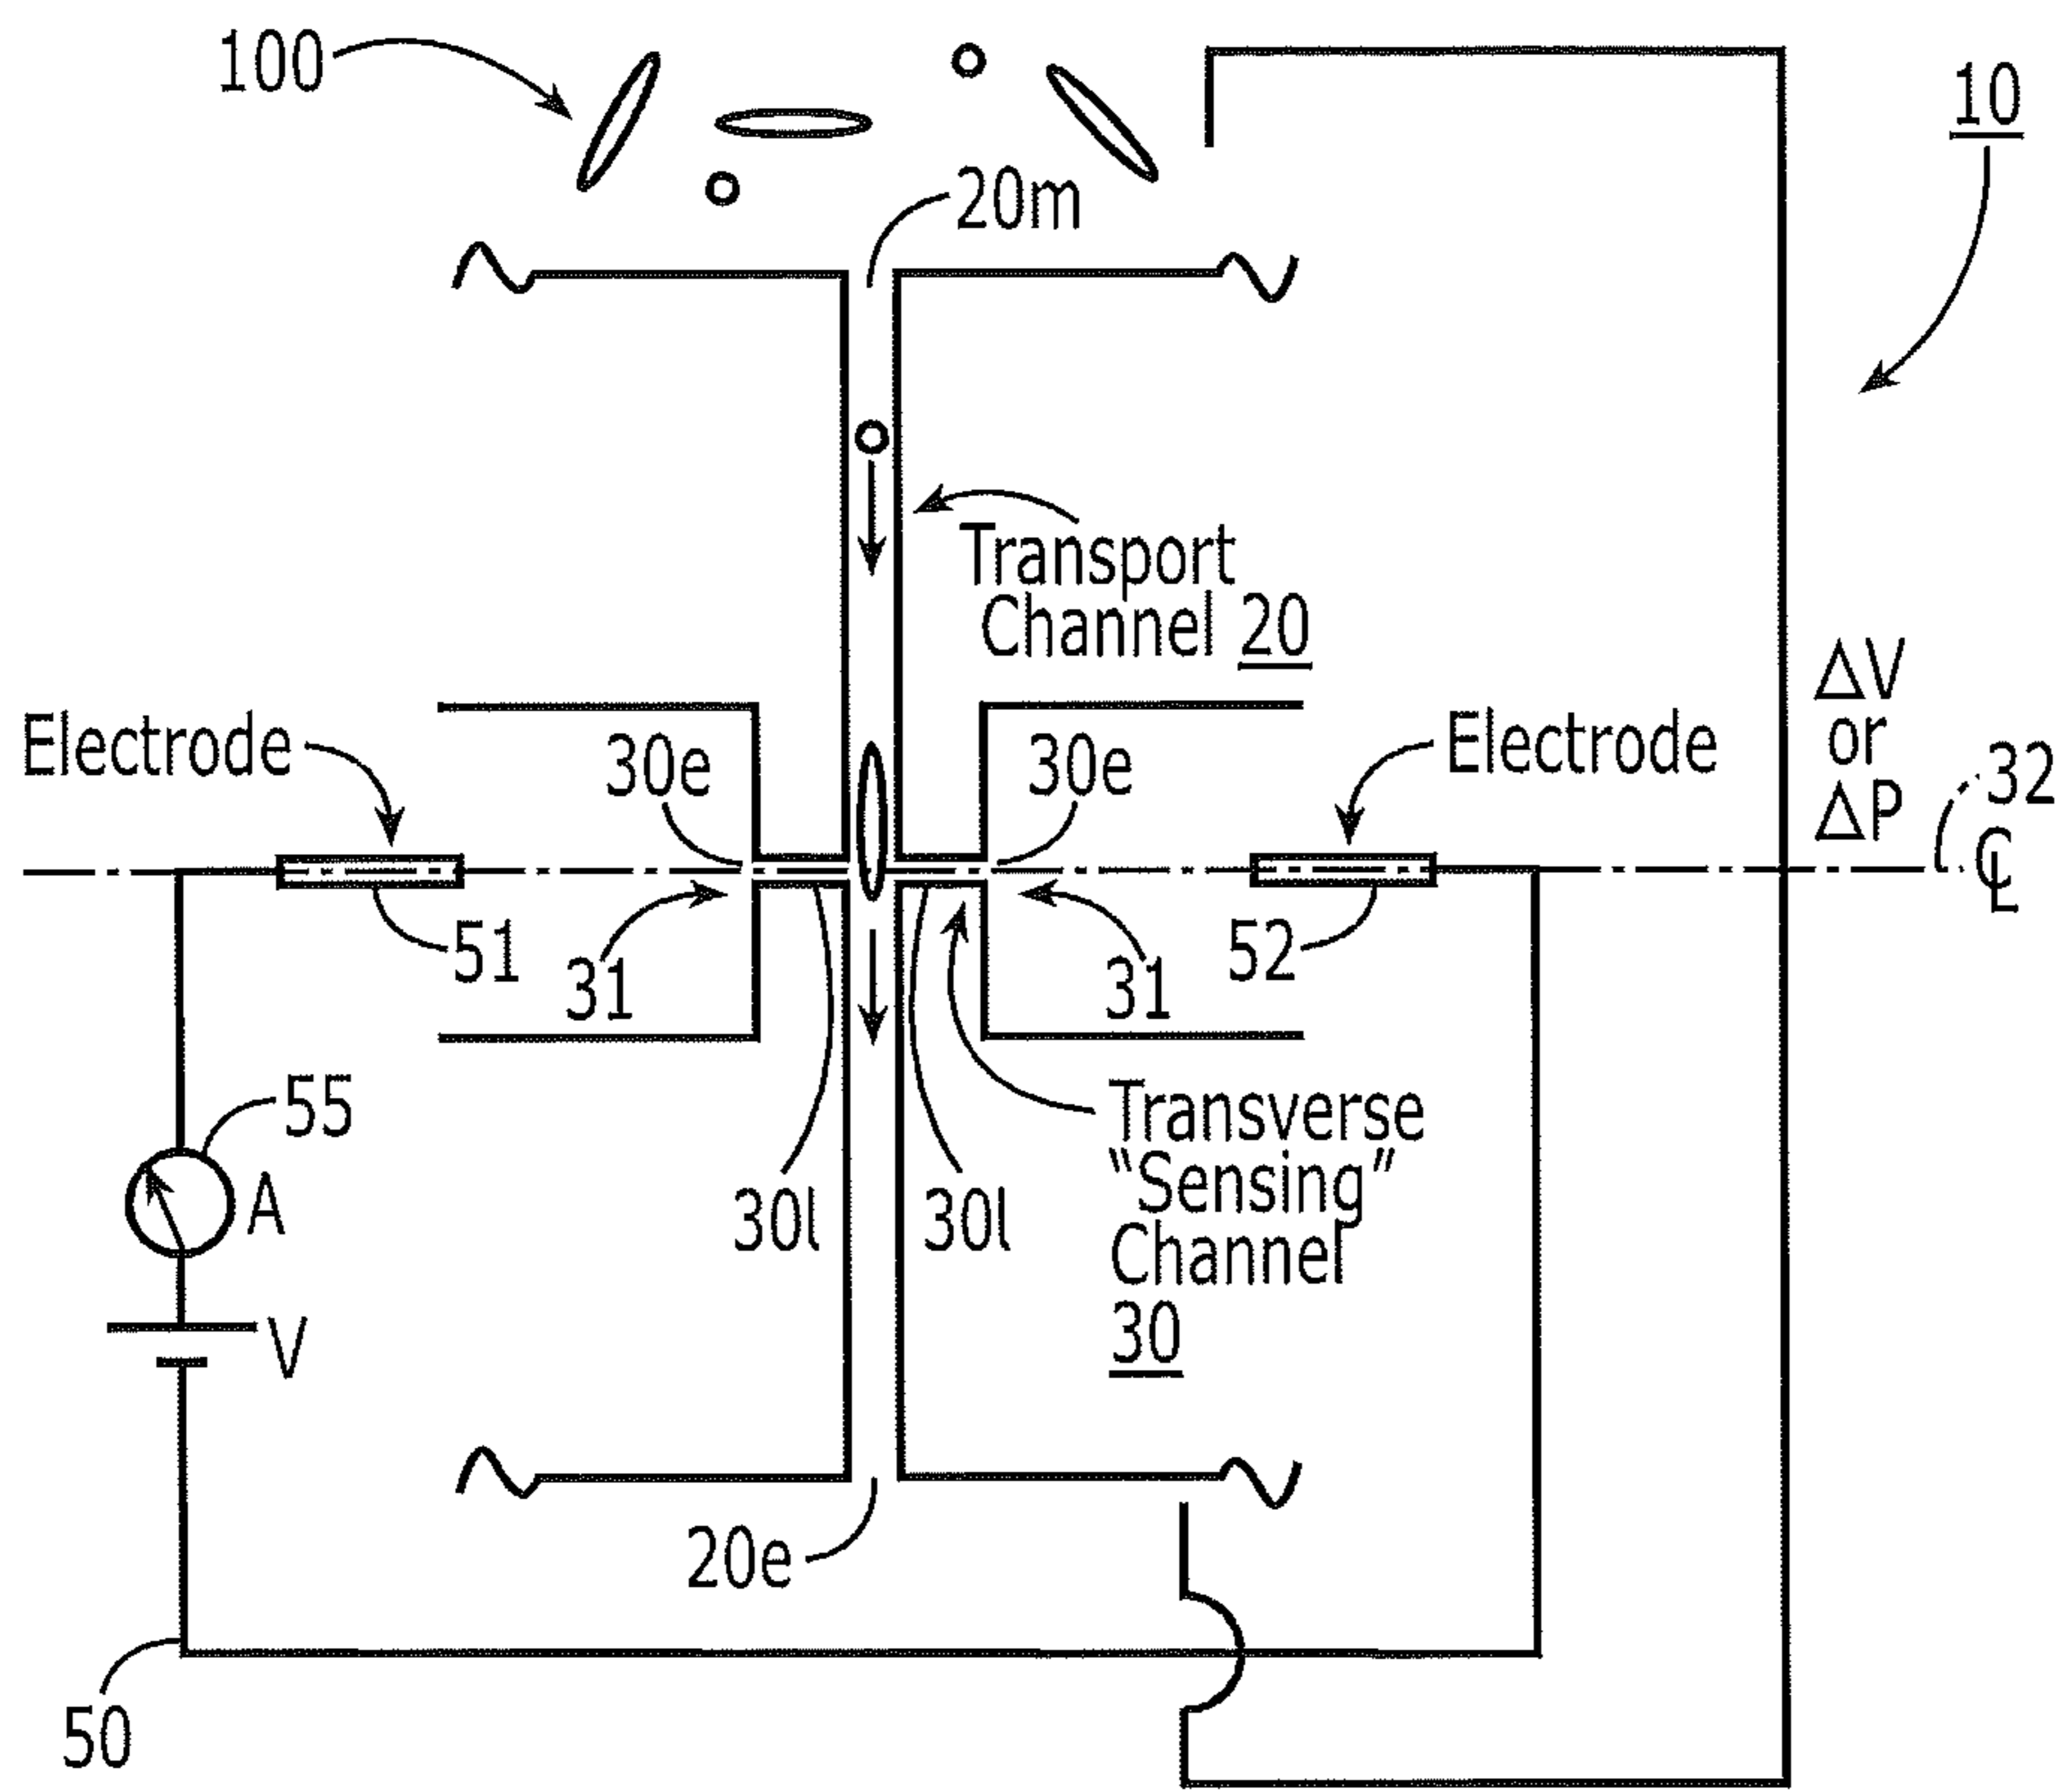 100
10
20m
Transport
Channel 20
ΔV
or
ΔP
Electrode
30e
30e
Electrode
32
℄
51
31
31
52
55
A
Transverse
“Sensing”
Channel
30
30l
30l
V
20e
50